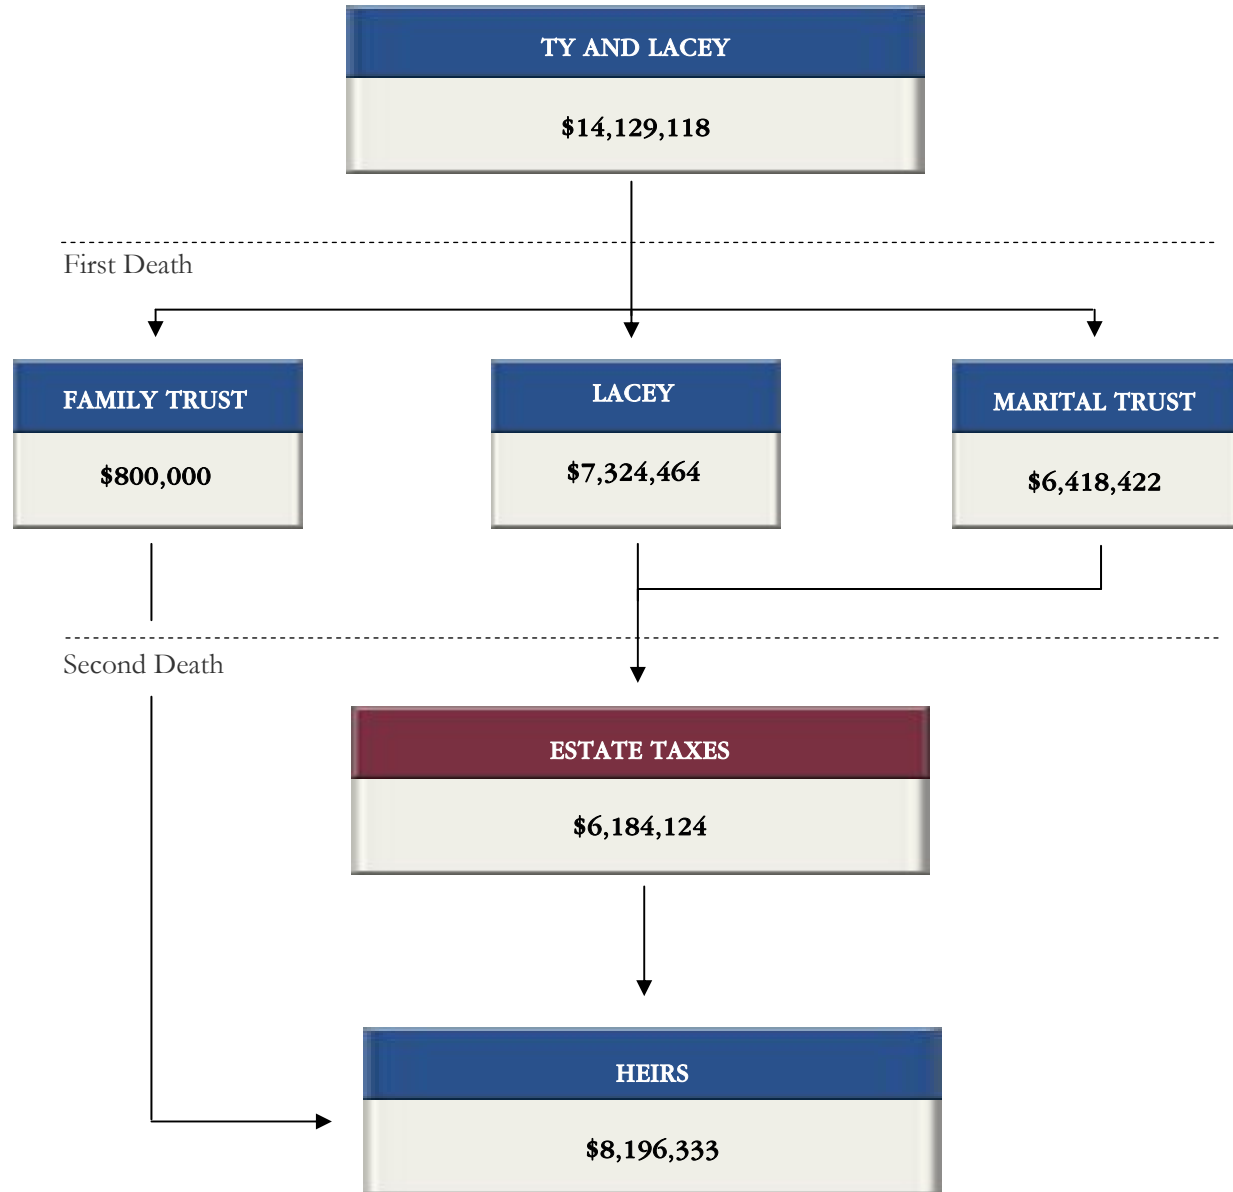 TY AND LACEY
$14,129,118
First Death
FAMILY TRUST
$800,000
LACEY
$7,324,464
MARITAL TRUST
$6,418,422
Second Death
ESTATE TAXES
$6,184,124
HEIRS
$8,196,333